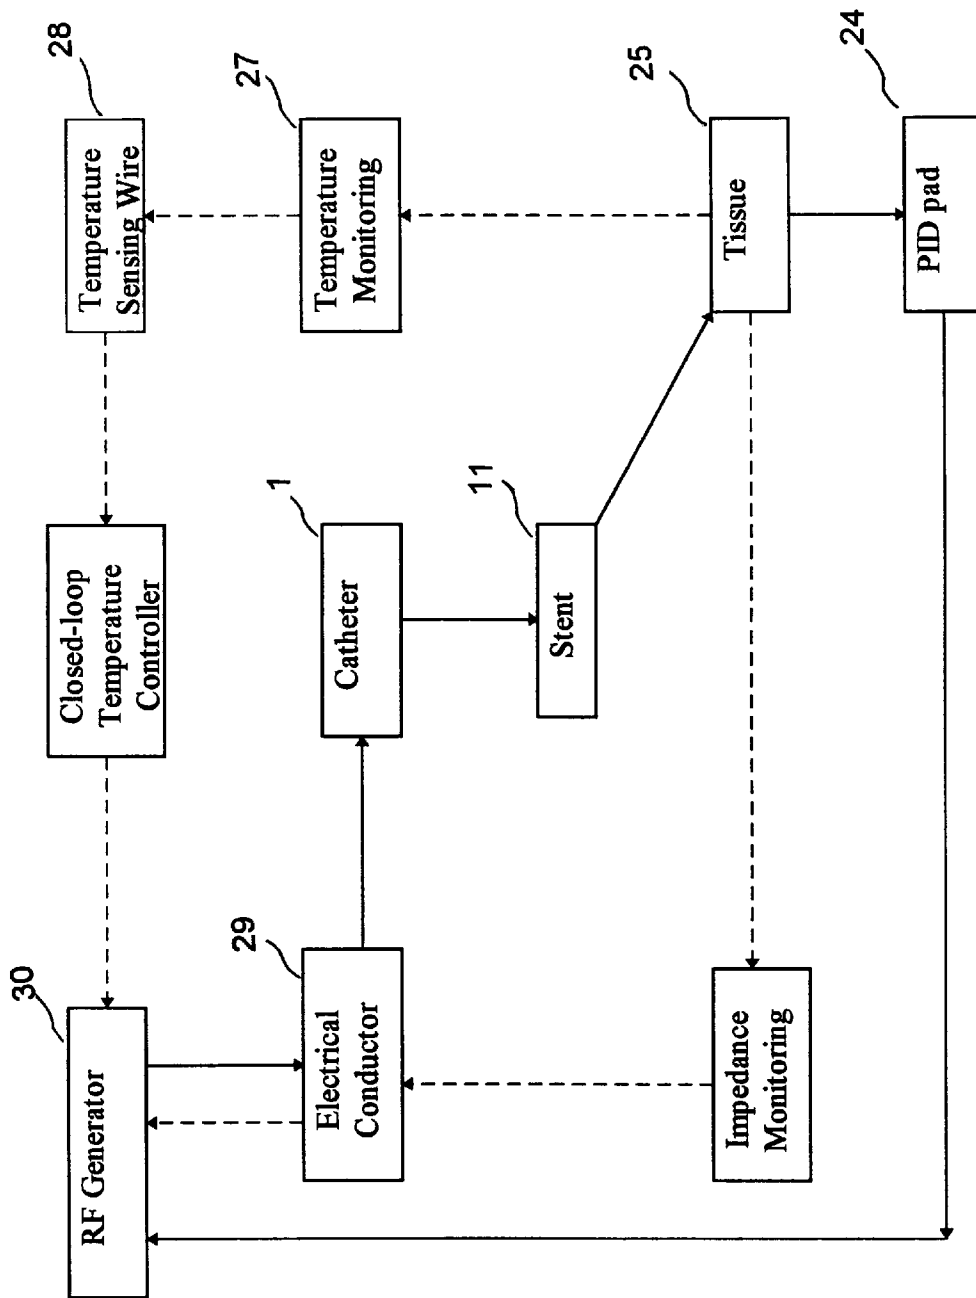 30
RF Generator
Closed-loop
Temperature
Controller
28
Temperature
Sensing Wire
29
Electrical
Conductor
1
Catheter
27
Temperature
Monitoring
11
Stent
Impedance
Monitoring
25
Tissue
24
PID pad